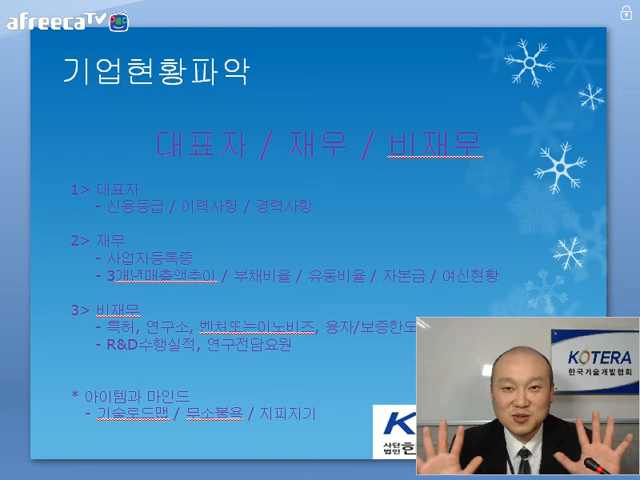 afreecaTV
기업현황파악
대표자 / 재무 / 비재무
1> 대표자
- 신용등급 / 이력사항 / 경력사항
2> 재무
- 사업자등록증
- 3개년매출액추이 / 부채비율 / 유동비율 / 자본금 / 여신현황
3> 비재무
- 특허, 연구소, 벤처또는이노비즈, 융자/보증한도
- R&D수행실적, 연구전담요원
* 아이템과 마인드
- 기술로드맵 / 무소불욕 / 지피지기
KOTERA
한국기술개발협회
K
사단법인 한